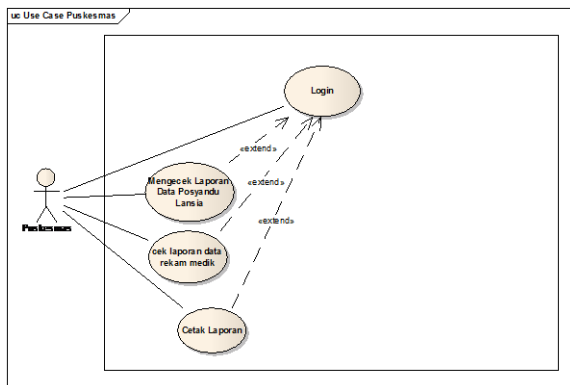 uc Use Case Puskesmas
Login
«extend»
Mengecek Laporan
Data Posyandu
Lansia
«extend»
«extend»
Puskesmas
cek laporan data
rekam medik
Cetak Laporan